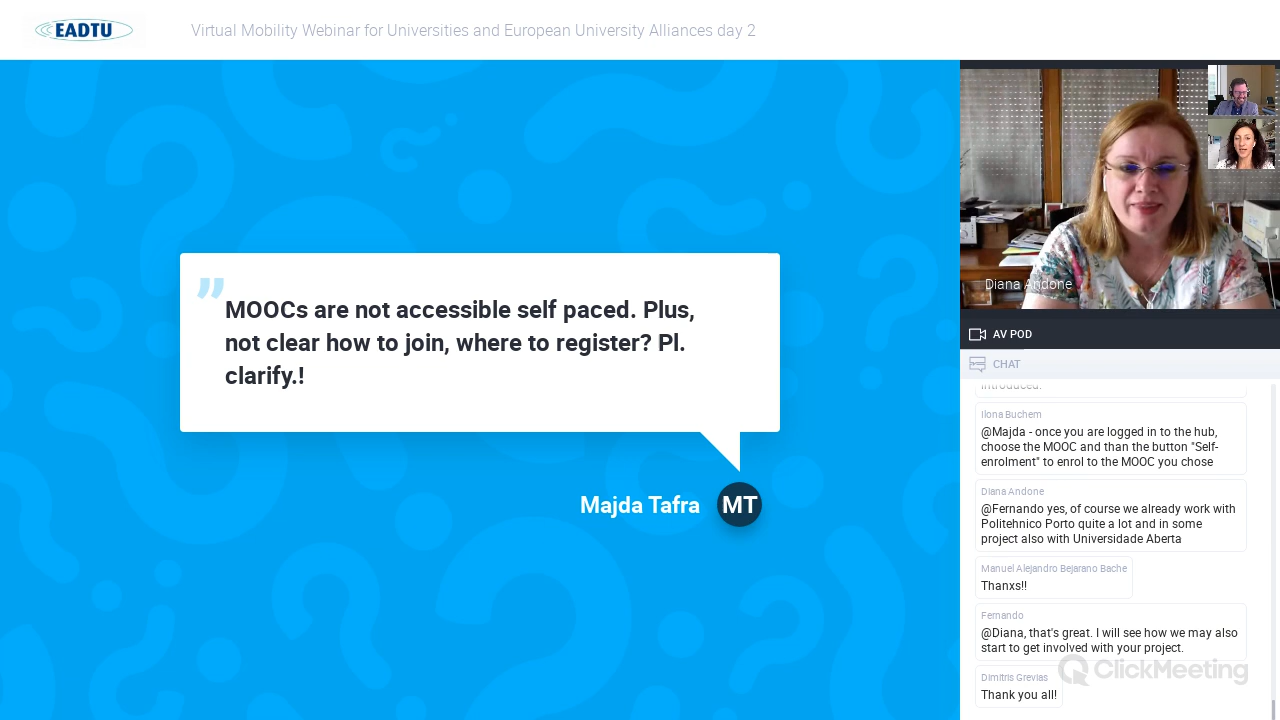 EADTU
Virtual Mobility Webinar for Universities and European University Alliances day 2
MOOCs are not accessible self paced. Plus,
not clear how to join, where to register? Pl.
clarify.!
Majda Tafra
MT
Diana Andone
AV POD
CHAT
introduced.
Ilona Buchem
@Majda - once you are logged in to the hub,
choose the MOOC and than the button "Self-
enrolment" to enrol to the MOOC you chose
Diana Andone
@Fernando yes, of course we already work with
Politehnico Porto quite a lot and in some
project also with Universidade Aberta
Manuel Alejandro Bejarano Bache
Thanxs!!
Fernando
@Diana, that's great. I will see how we may also
start to get involved with your project.
Dimitris Grevias
Thank you all!
ClickMeeting